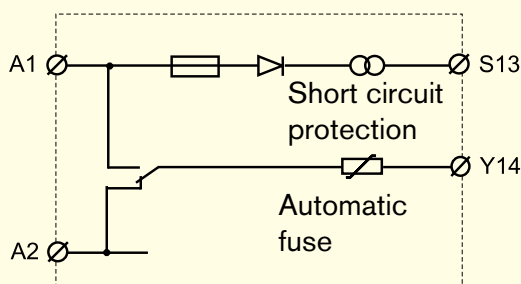 A1
S13
Short circuit
protection
Y14
Automatic
fuse
A2